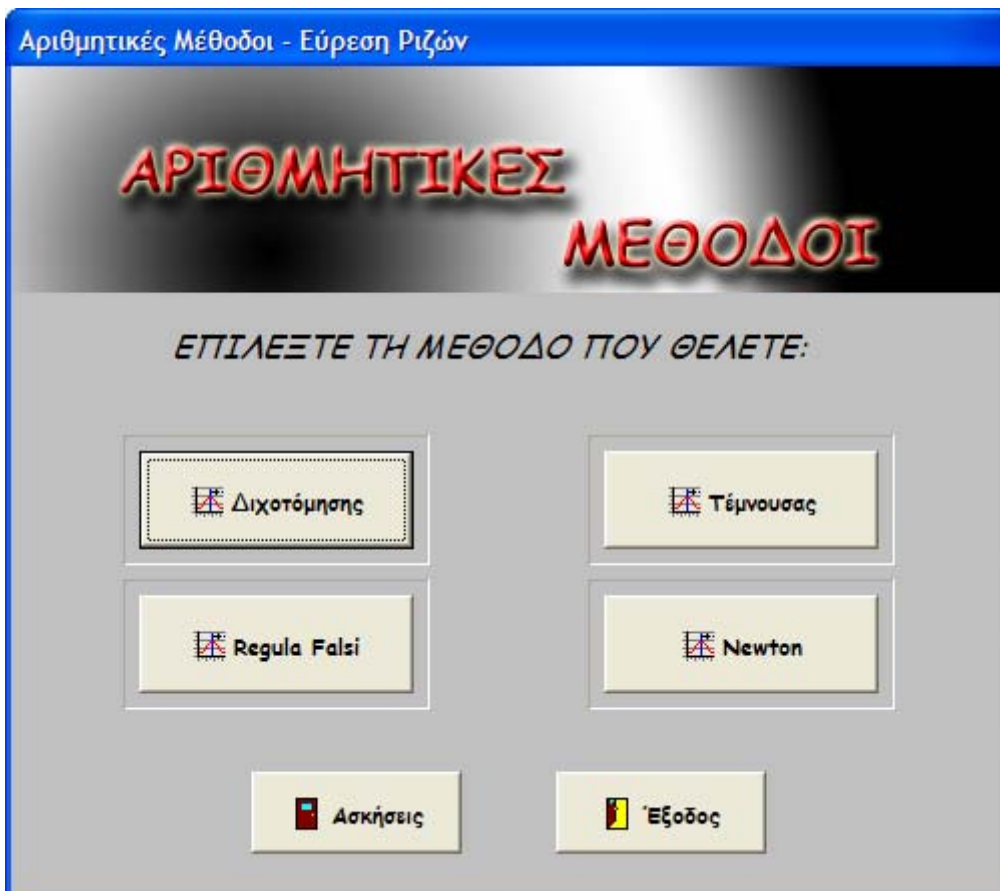 Αριθμητικές Μέθοδοι - Εύρεση Ριζών
ΑΡΙΘΜΗΤΙΚΕΣ
ΜΕΘΟΔΟΙ
ΕΠΙΛΕΞΤΕ ΤΗ ΜΕΘΟΔΟ ΠΟΥ ΘΕΛΕΤΕ:
Διχοτόμησης
Τέμνουσας
Regula Falsi
Newton
Ασκήσεις
Έξοδος